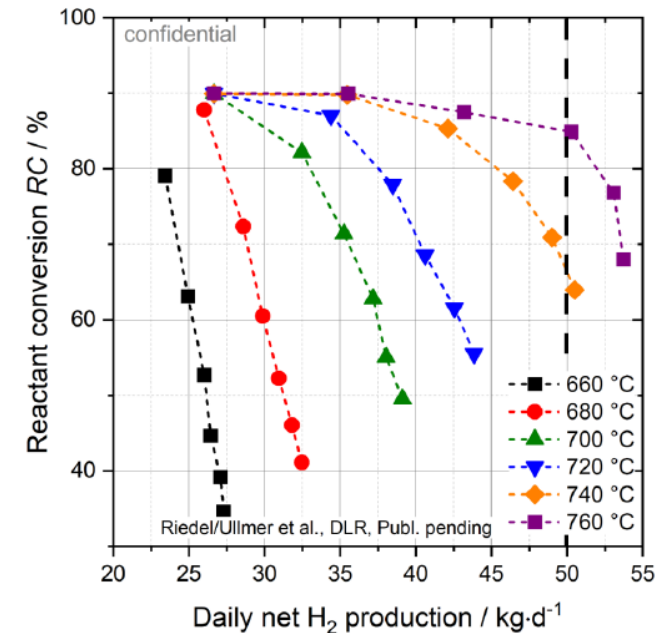 confidential
100
80
60
40
Reactant conversion RC / %
660 °C
680 °C
700 °C
720 °C
740 °C
760 °C
Riedel/Ullmer et al., DLR, Publ. pending
20 25 30 35 40 45 50 55
Daily net H₂ production / kg·d⁻¹